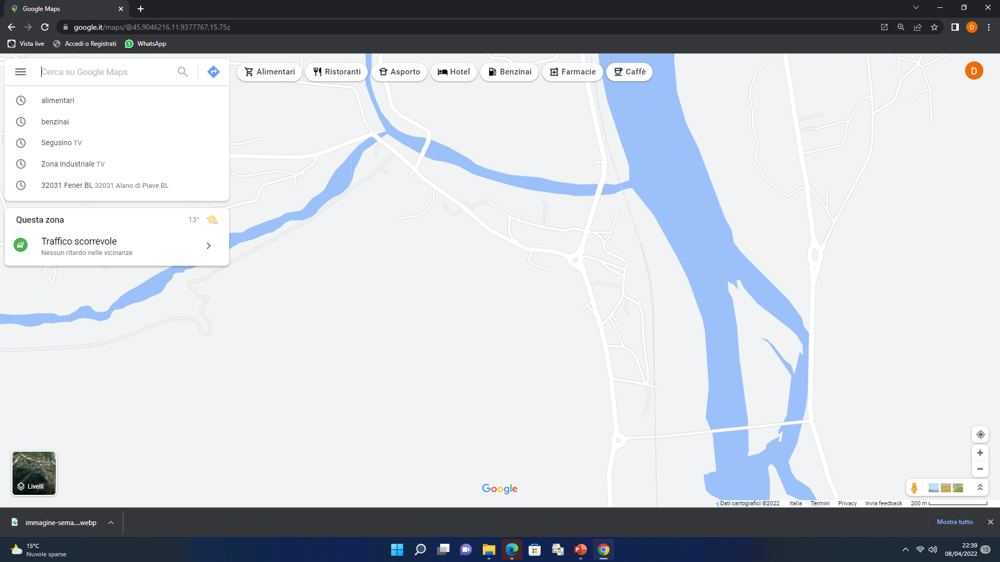 Google Maps
google.it/maps/@45.9046216,11.9377767,15.75z
D
Vista live
Accedi o Registrati
1
WhatsApp
Cerca su Google Maps
Alimentari
Ristoranti
Asporto
Hotel
Benzinai
Farmacie
Caffè
D
alimentari
benzinai
Segusino TV
Zona Industriale TV
32031 Fener BL 32031 Alano di Piave BL
Questa zona
13°
Traffico scorrevole
Nessun ritardo nelle vicinanze
Livelli
Google
Dati cartografici ©2022
Italia
Termini
Privacy
Invia feedback
200 m
immagine-sema....webp
Mostra tutto
15°C
Nuvole sparse
P
22:39
08/04/2022
10